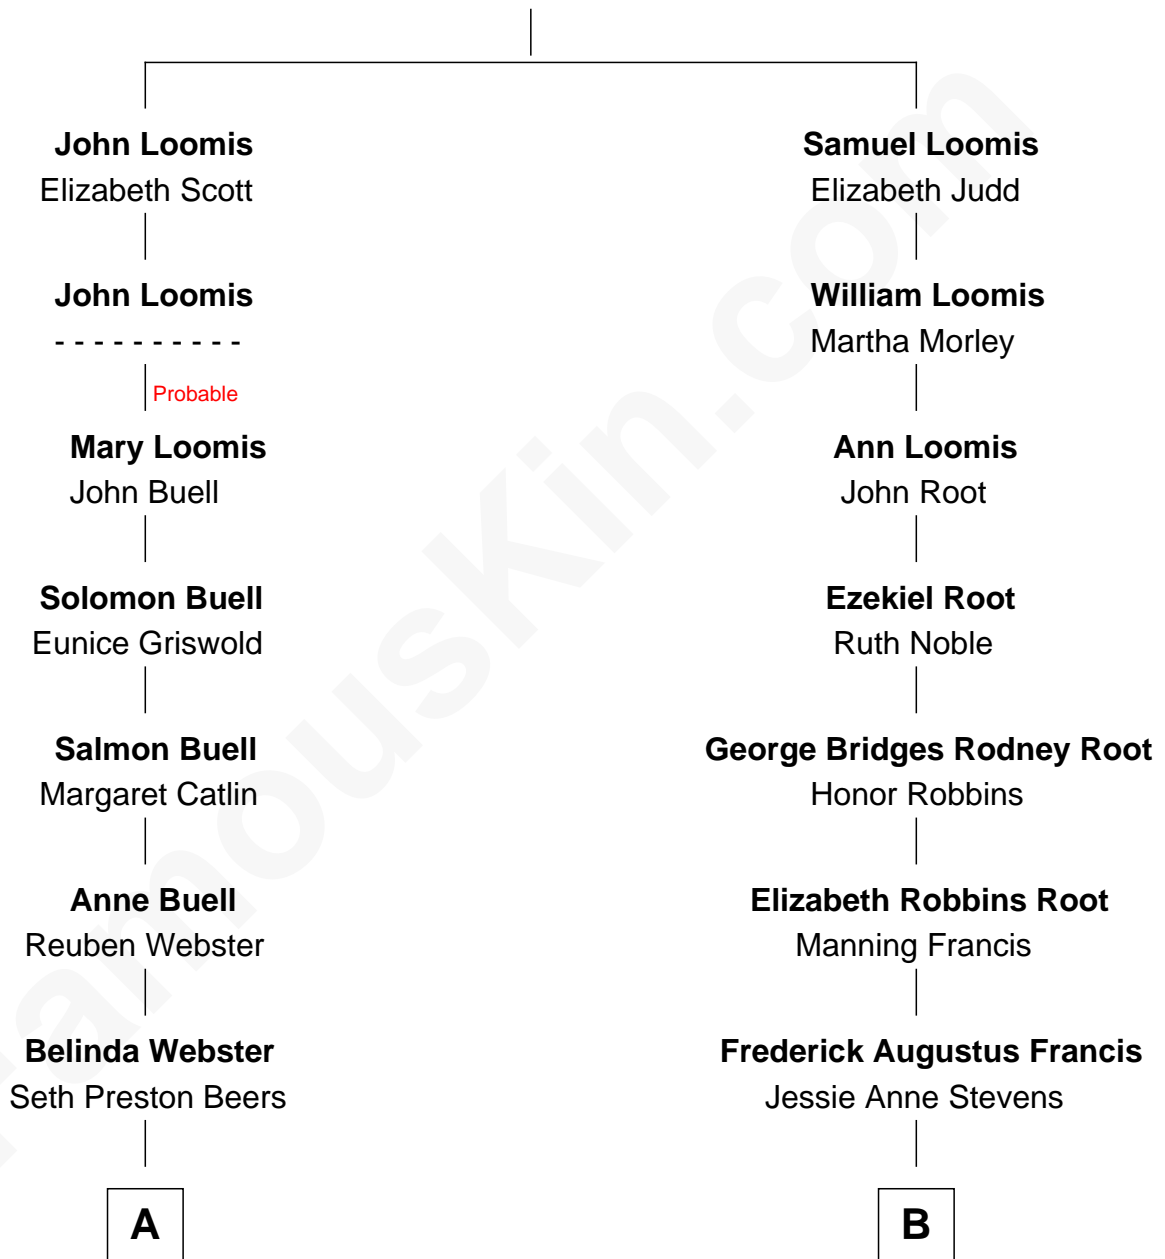 John Loomis
Elizabeth Scott
John Loomis
- - - - - - - - - -
Probable
Mary Loomis
John Buell
Solomon Buell
Eunice Griswold
Salmon Buell
Margaret Catlin
Anne Buell
Reuben Webster
Belinda Webster
Seth Preston Beers
A
Samuel Loomis
Elizabeth Judd
William Loomis
Martha Morley
Ann Loomis
John Root
Ezekiel Root
Ruth Noble
George Bridges Rodney Root
Honor Robbins
Elizabeth Robbins Root
Manning Francis
Frederick Augustus Francis
Jessie Anne Stevens
B
FamousKin.com